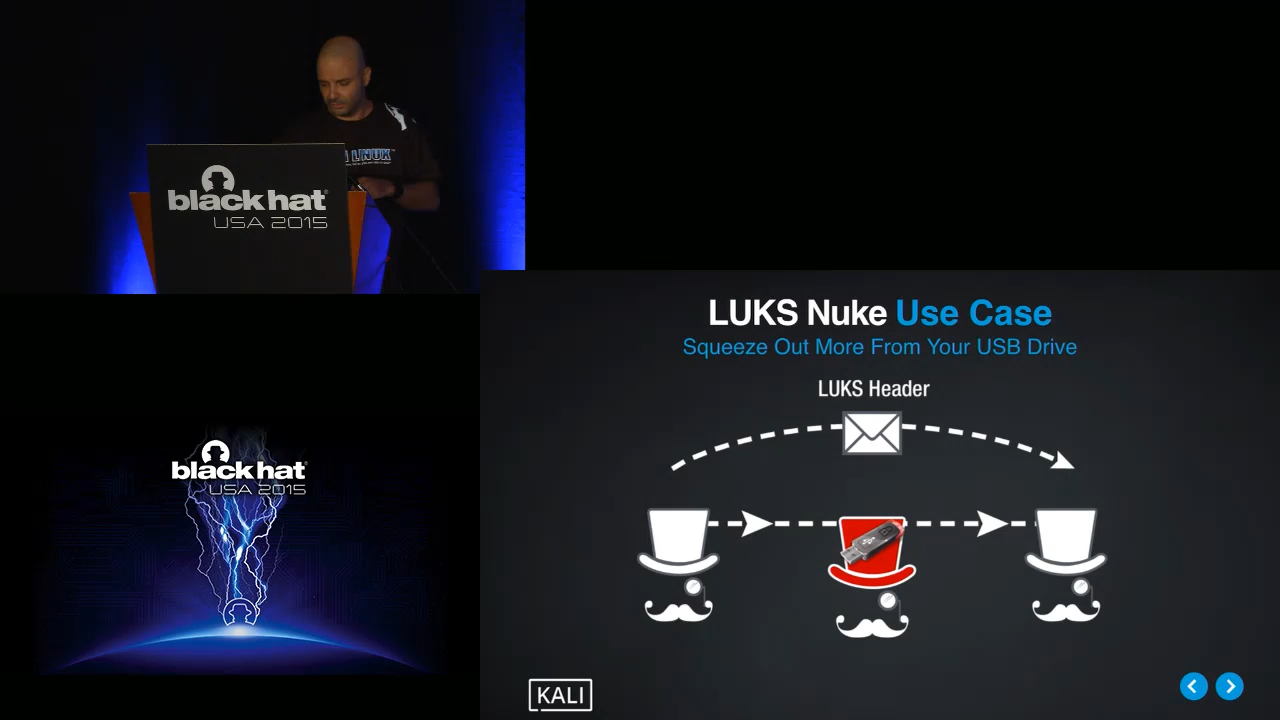 LINUX
black hat
USA 2015
LUKS Nuke Use Case
Squeeze Out More From Your USB Drive
LUKS Header
black hat
USA 2015
KALI